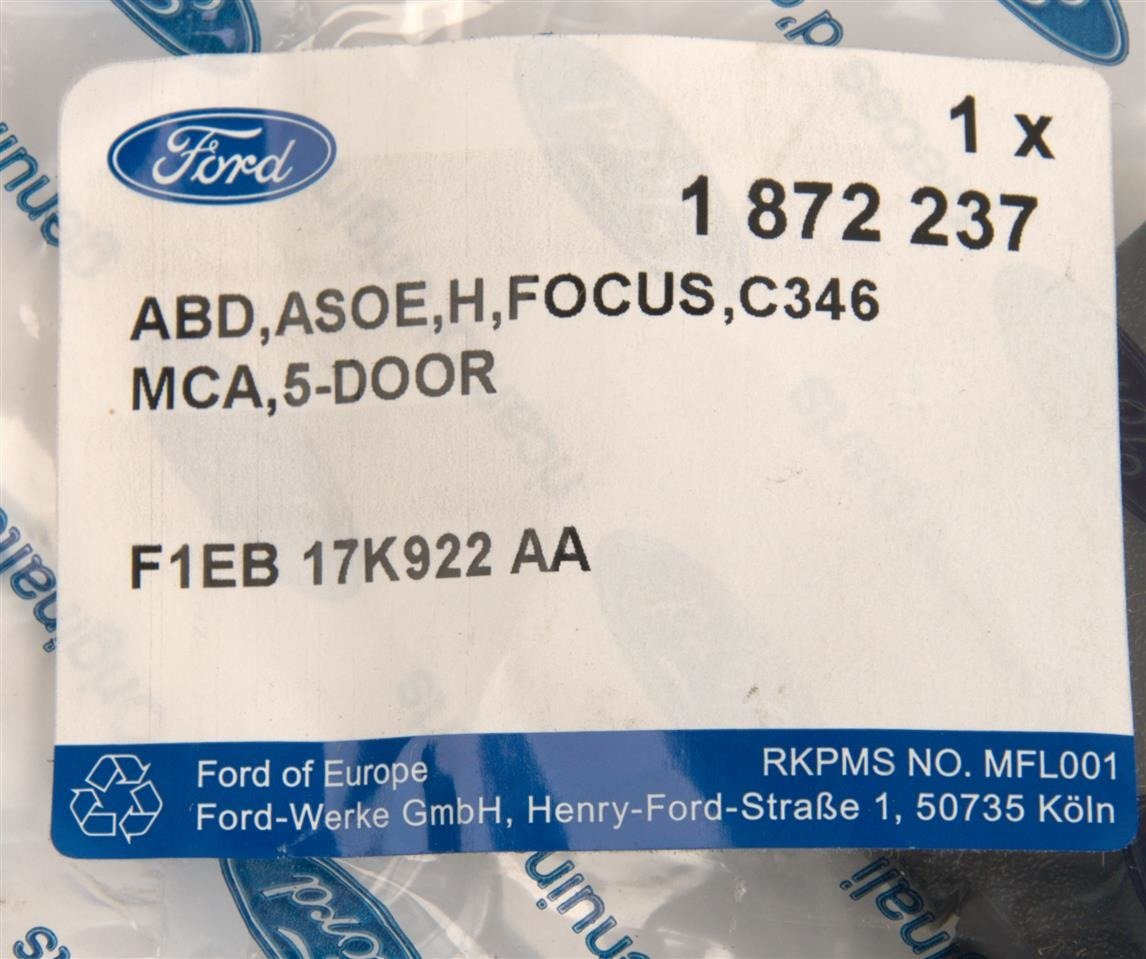 Ford
1 x
1 872 237
ABD,ASOE,H,FOCUS,C346
MCA,5-DOOR
F1EB 17K922 AA
Ford of Europe
RKPMS NO. MFL001
Ford-Werke GmbH, Henry-Ford-Straße 1, 50735 Köln